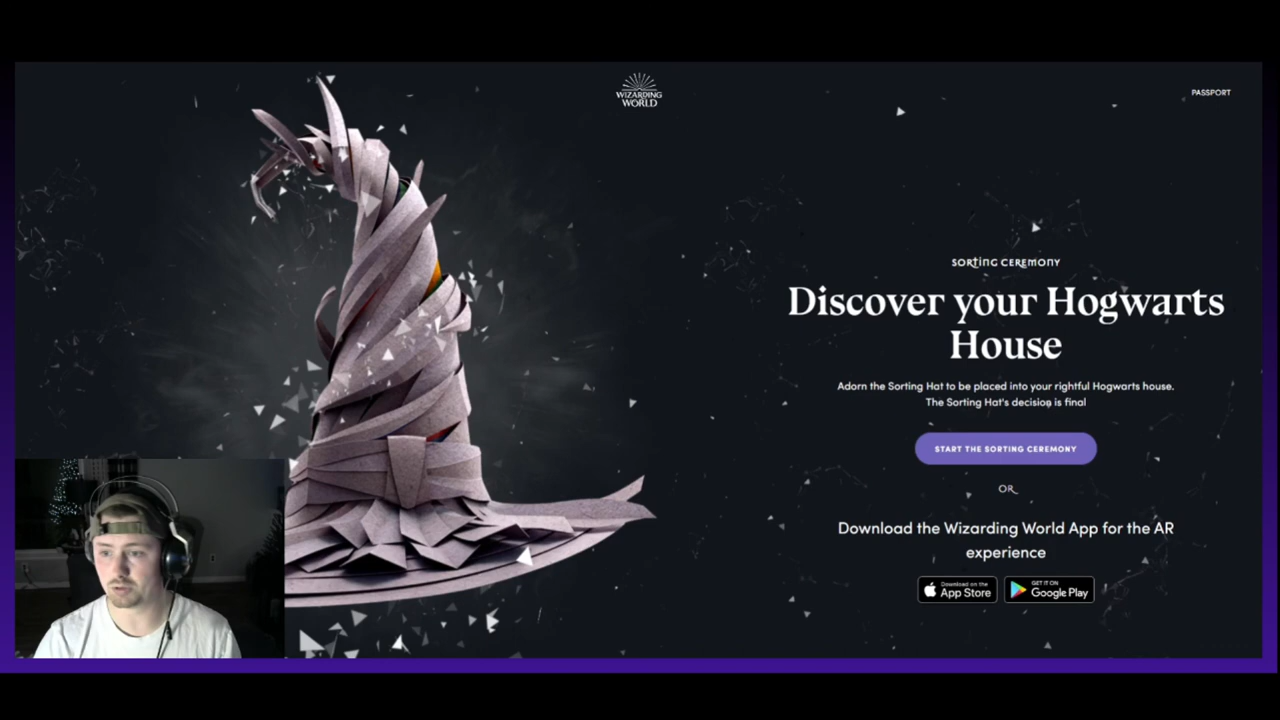 WIZARDING
WORLD
PASSPORT
SORTING CEREMONY
Discover your Hogwarts
House
Adorn the Sorting Hat to be placed into your rightful Hogwarts house.
The Sorting Hat's decision is final
START THE SORTING CEREMONY
OR
Download the Wizarding World App for the AR
experience
Download on the
App Store
GET IT ON
Google Play